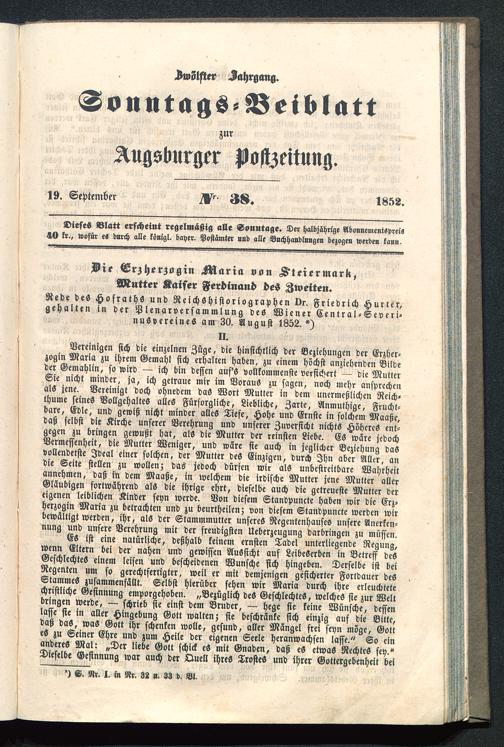 Zwölfter Jahrgang.
Sonntags-Beiblatt
zur
Augsburger Postzeitung.
19. September Nr. 38. 1852.
Dieses Blatt erscheint regelmäßig alle Sonntage. Der halbjährige Abonnementspreis
40 kr., wofür es durch alle königl. bayer. Postämter und alle Buchhandlungen bezogen werden kann.
Die Erzherzogin Maria von Steiermark,
Mutter Kaiser Ferdinand des Zweiten.
Rede des Hofraths und Reichshistoriographen Dr. Friedrich Hurter,
gehalten in der Plenarversammlung des Wiener Central-Severi-
nusvereines am 30. August 1852. *)
II.
Vereinigen sich die einzelnen Züge, die hinsichtlich der Beziehungen der Erzher-
zogin Maria zu ihrem Gemahl sich erhalten haben, zu einem höchst anziehenden Bilde
der Gemahlin, so wird — ich bin dessen auf's vollkommenste versichert — die Mutter
Sie nicht minder, ja, ich getraue mir im Voraus zu sagen, noch mehr ansprechen
als jene. Vereinigt doch ohnedem das Wort Mutter in dem unermeßlichen Reich-
thume seines Vollgehaltes alles Fürsorgliche, Liebliche, Zarte, Anmuthige, Frucht-
bare, Edle, und gewiß nicht minder alles Tiefe, Hohe und Ernste in solchem Maaße,
daß selbst die Kirche unserer Verehrung und unserer Zuversicht nichts Höheres ent-
gegen zu bringen gewußt hat, als die Mutter der reinsten Liebe. Es wäre jedoch
Vermessenheit, die Mutter Weniger, und wäre sie auch in jeglicher Beziehung das
vollendetste Ideal einer solchen, der Mutter des Einzigen, durch Ihn aber Aller, an
die Seite stellen zu wollen; das jedoch dürfen wir als unbestreitbare Wahrheit
annehmen, daß in dem Maaße, in welchem die irdische Mutter jene Mutter aller
Gläubigen fortwährend als die ihrige ehrt, dieselbe auch die getreueste Mutter der
eigenen leiblichen Kinder seyn werde. Von diesem Standpuncte haben wir die Erz-
herzogin Maria zu betrachten und zu beurtheilen; von diesem Standpuncte werden wir
bewältigt werden, ihr, als der Stammmutter unseres Regentenhauses unsere Anerken-
nung und unsere Verehrung mit der freudigsten Ueberzeugung darbringen zu müssen.
Es ist eine natürliche, deßhalb keinem ernsten Tadel unterliegende Regung,
wenn Eltern bei der nahen und gewissen Aussicht auf Leibeserben in Betreff des
Geschlechtes einem leisen und bescheidenen Wunsche sich hingeben. Derselbe ist bei
Regenten um so gerechtfertigter, weil er mit demjenigen gesicherter Fortdauer des
Stammes zusammenfällt. Selbst hierüber sehen wir Maria durch ihre erleuchtete
christliche Gesinnung emporgehoben. „Bezüglich des Geschlechtes, welches sie zur Welt
bringen werde, — schrieb sie einst dem Bruder, — hege sie keine Wünsche, dessen
lasse sie in aller Hingebung Gott walten; sie beschränke sich einzig auf die Bitte,
daß das, was Gott ihr schenken wolle, gesund, aller Mängel frei seyn möge, Gott
es zu Seiner Ehre und zum Heile der eigenen Seele heranwachsen lasse.“ So ein
anderes Mal: „Der liebe Gott schick es mit Gnaden, daß es etwas Rechtes sey.“
Dieselbe Gesinnung war auch der Quell ihres Trostes und ihrer Gottergebenheit bei
*) S. Nr. I. in Nr. 32 u. 33 d. Bl.